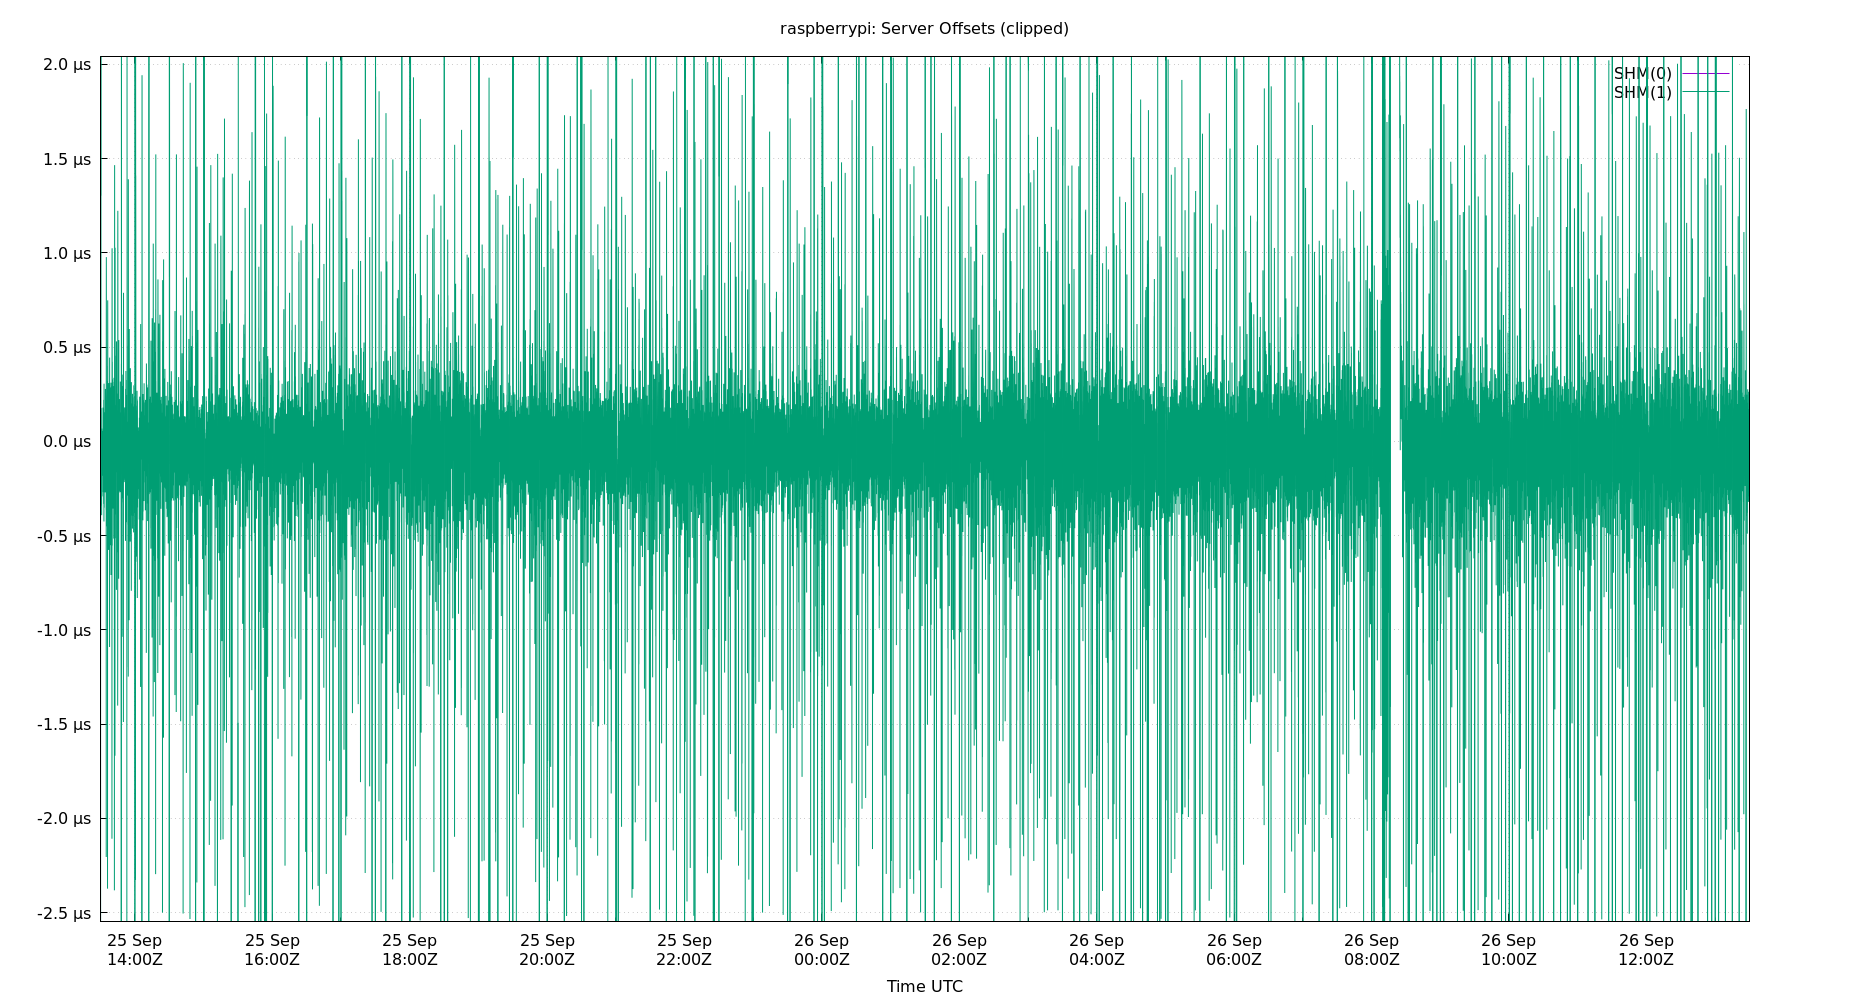 raspberrypi: Server Offsets (clipped)
2.0 µs
1.5 µs
1.0 µs
0.5 µs
0.0 µs
-0.5 µs
-1.0 µs
-1.5 µs
-2.0 µs
-2.5 µs
SHM(0)
SHM(1)
25 Sep 25 Sep 25 Sep 25 Sep 25 Sep 26 Sep 26 Sep 26 Sep 26 Sep 26 Sep 26 Sep 26 Sep
14:00Z 16:00Z 18:00Z 20:00Z 22:00Z 00:00Z 02:00Z 04:00Z 06:00Z 08:00Z 10:00Z 12:00Z
Time UTC